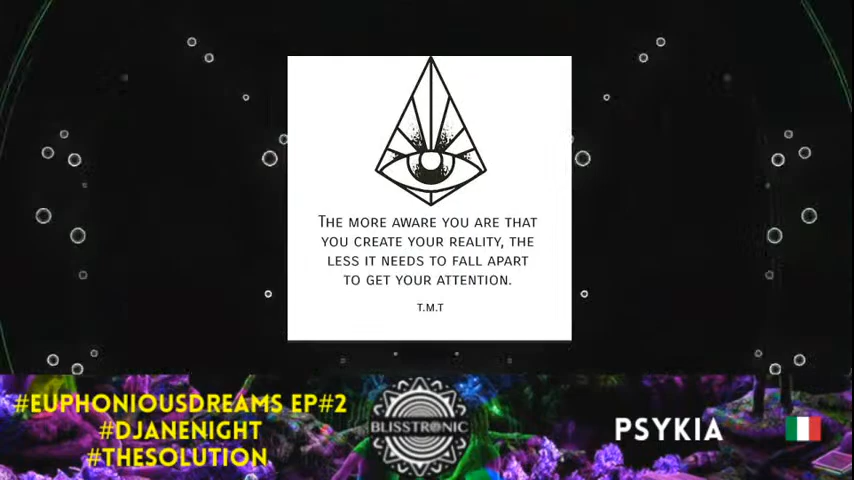 The more aware you are that
you create your reality, the
less it needs to fall apart
to get your attention.
T.M.T
#EUPHONIOUSDREAMS EP#2
#DJANENIGHT
#THESOLUTION
BLISSTRONIC
PSYKIA